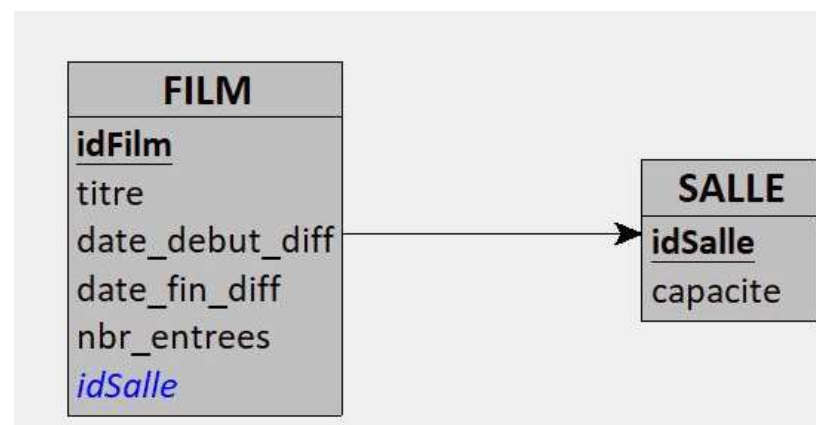 FILM
idFilm
titre
date_debut_diff
date_fin_diff
nbr_entrees
idSalle
SALLE
idSalle
capacite